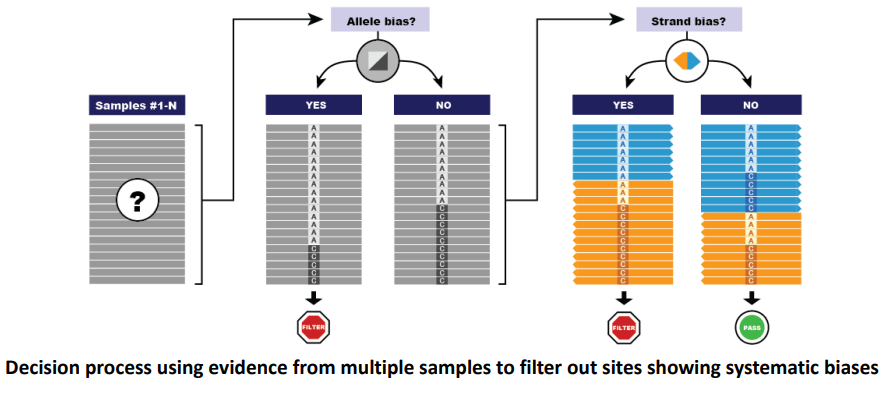 Allele bias?
Strand bias?
Samples #1-N
YES
NO
YES
NO
?
A A A A
A A A A
A A A A
A A A A
A A A A
A A A A
A A A C
A A A C
A A A C
A A A C
A C C C
A C C A
A C C A
A C C A
A C C A
C C C C
C C C C
C C C C
C C C C
C C C C
FILTER
FILTER
PASS
Decision process using evidence from multiple samples to filter out sites showing systematic biases